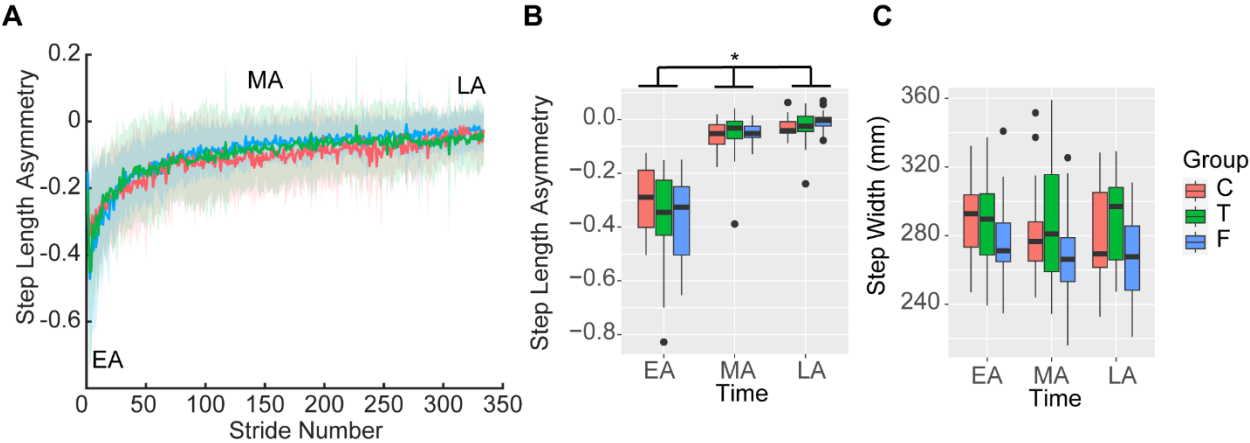 A
Step Length Asymmetry
0.2
0
-0.2
-0.4
-0.6
EA
MA
LA
0 50 100 150 200 250 300 350
Stride Number
B
Step Length Asymmetry
*
0.0
−0.2
−0.4
−0.6
−0.8
EA MA LA
Time
C
Step Width (mm)
360
320
280
240
EA MA LA
Time
Group
C
T
F